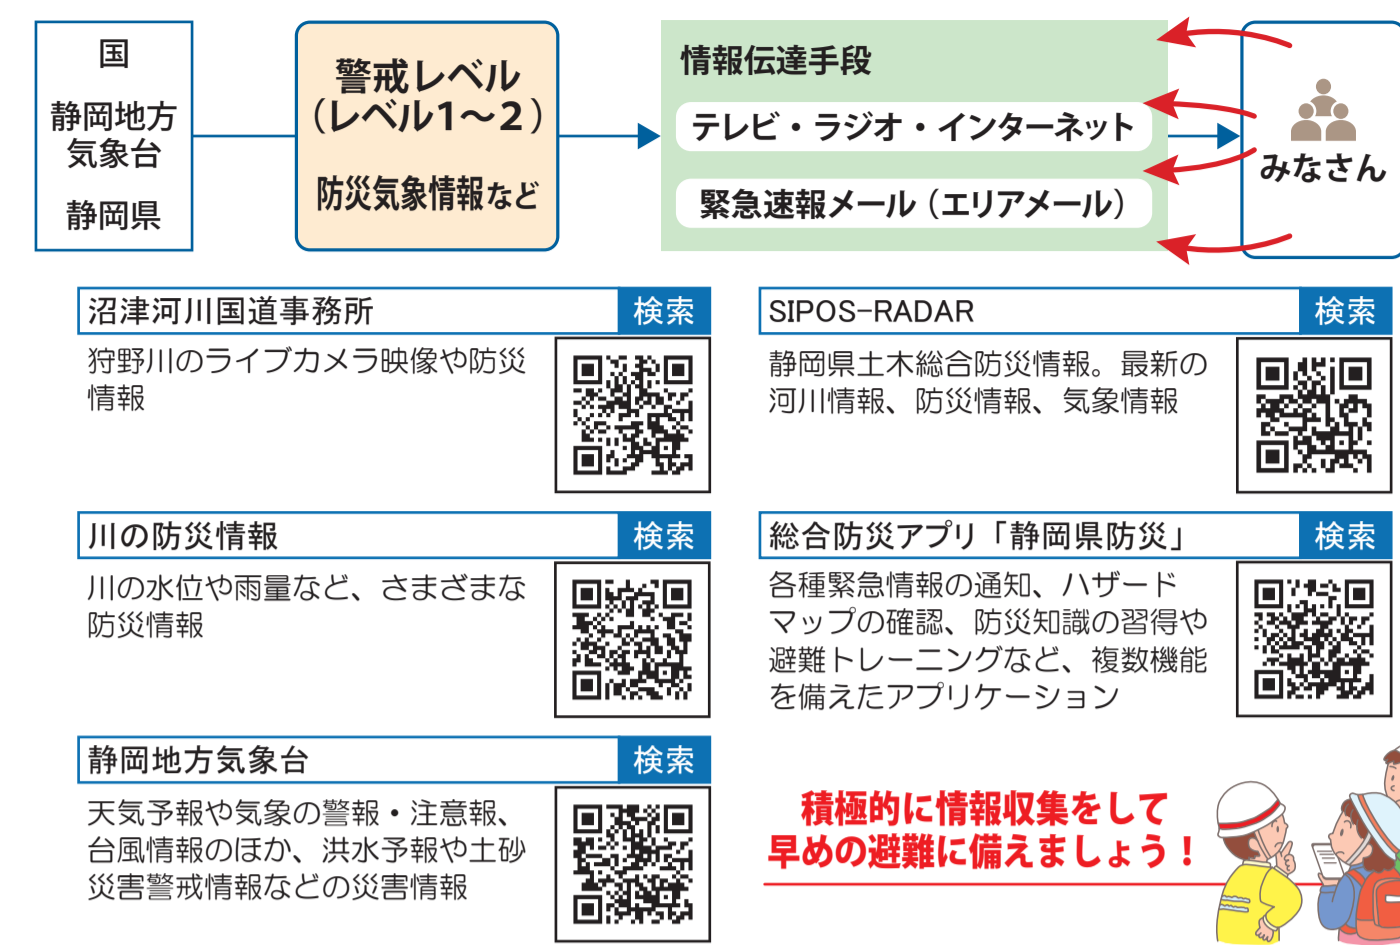 国
静岡地方
気象台
静岡県
警戒レベル
（レベル1～2）
防災気象情報など
情報伝達手段
テレビ・ラジオ・インターネット
緊急速報メール（エリアメール）
みなさん
沼津河川国道事務所 検索
狩野川のライブカメラ映像や防災
情報
川の防災情報 検索
川の水位や雨量など、さまざまな
防災情報
静岡地方気象台 検索
天気予報や気象の警報・注意報、
台風情報のほか、洪水予報や土砂
災害警戒情報などの災害情報
SIPOS-RADAR 検索
静岡県土木総合防災情報。最新の
河川情報、防災情報、気象情報
総合防災アプリ「静岡県防災」 検索
各種緊急情報の通知、ハザード
マップの確認、防災知識の習得や
避難トレーニングなど、複数機能
を備えたアプリケーション
積極的に情報収集をして
早めの避難に備えましょう！